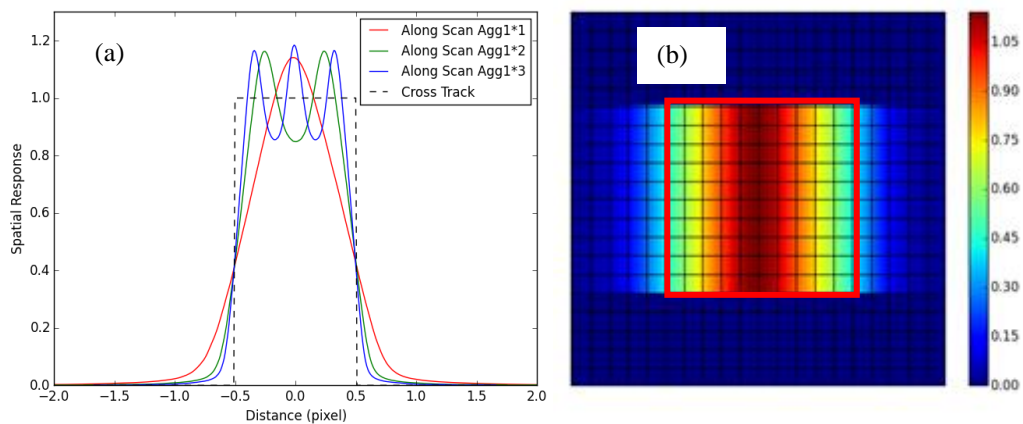 (a)
Along Scan Agg1*1
Along Scan Agg1*2
Along Scan Agg1*3
Cross Track
1.2
1.0
0.8
0.6
0.4
0.2
0.0
Spatial Response
−2.0 −1.5 −1.0 −0.5 0.0 0.5 1.0 1.5 2.0
Distance (pixel)
(b)
1.05
0.90
0.75
0.60
0.45
0.30
0.15
0.00